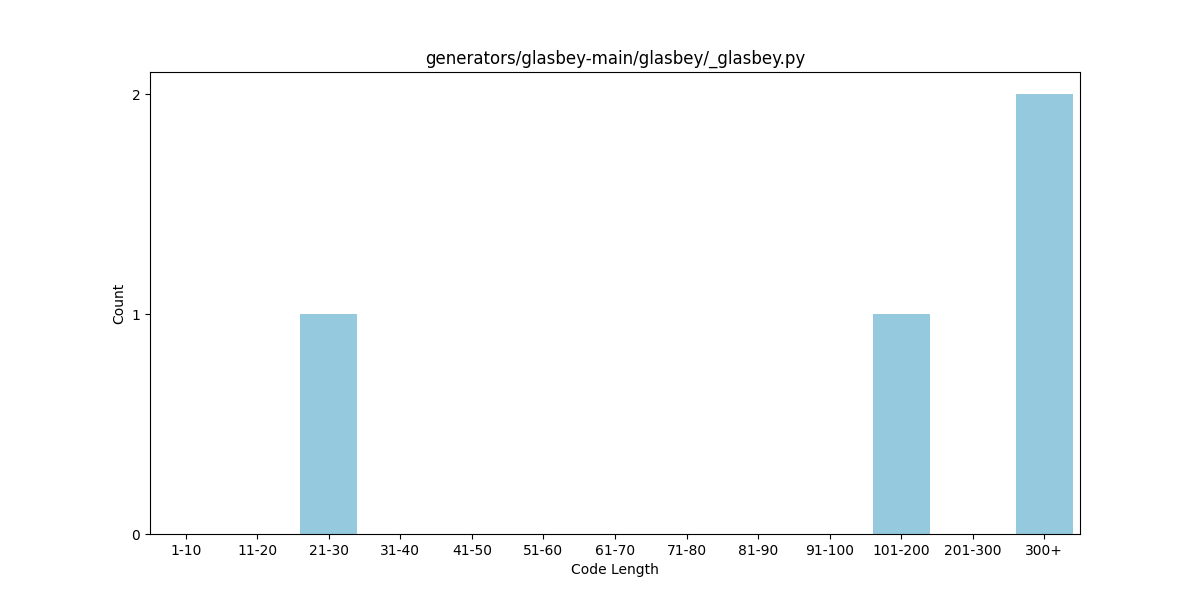 generators/glasbey-main/glasbey/_glasbey.py
2
1
0
Count
1-10 11-20 21-30 31-40 41-50 51-60 61-70 71-80 81-90 91-100 101-200 201-300 300+
Code Length